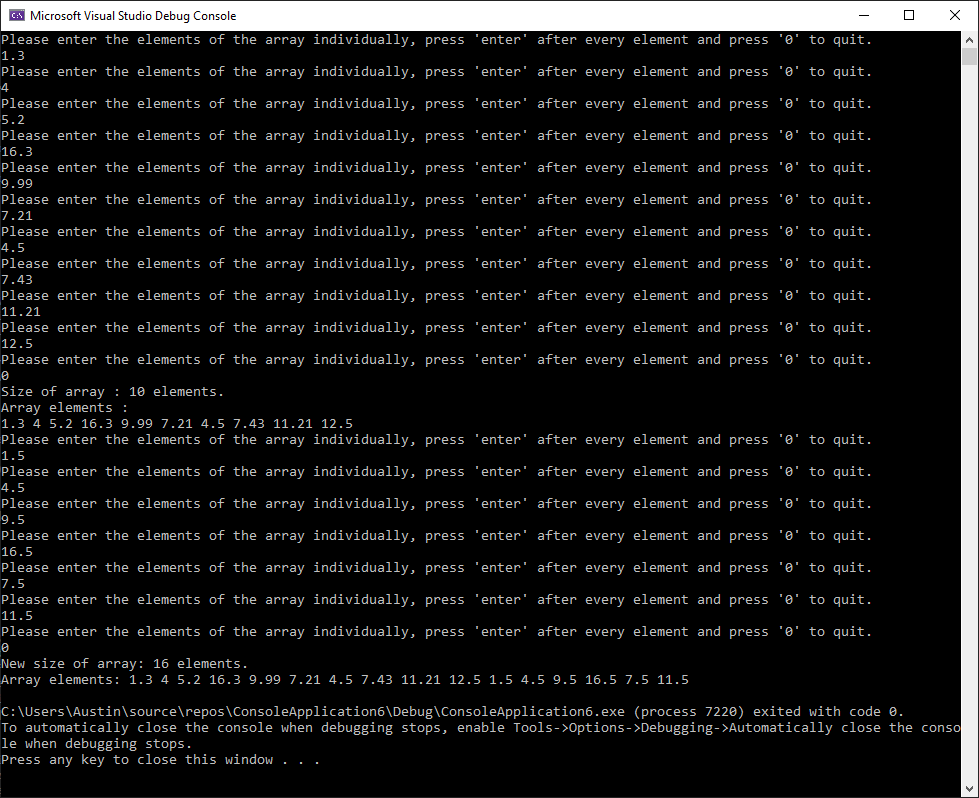 Microsoft Visual Studio Debug Console
Please enter the elements of the array individually, press 'enter' after every element and press '0' to quit.
1.3
Please enter the elements of the array individually, press 'enter' after every element and press '0' to quit.
4
Please enter the elements of the array individually, press 'enter' after every element and press '0' to quit.
5.2
Please enter the elements of the array individually, press 'enter' after every element and press '0' to quit.
16.3
Please enter the elements of the array individually, press 'enter' after every element and press '0' to quit.
9.99
Please enter the elements of the array individually, press 'enter' after every element and press '0' to quit.
7.21
Please enter the elements of the array individually, press 'enter' after every element and press '0' to quit.
4.5
Please enter the elements of the array individually, press 'enter' after every element and press '0' to quit.
7.43
Please enter the elements of the array individually, press 'enter' after every element and press '0' to quit.
11.21
Please enter the elements of the array individually, press 'enter' after every element and press '0' to quit.
12.5
Please enter the elements of the array individually, press 'enter' after every element and press '0' to quit.
0
Size of array : 10 elements.
Array elements :
1.3 4 5.2 16.3 9.99 7.21 4.5 7.43 11.21 12.5
Please enter the elements of the array individually, press 'enter' after every element and press '0' to quit.
1.5
Please enter the elements of the array individually, press 'enter' after every element and press '0' to quit.
4.5
Please enter the elements of the array individually, press 'enter' after every element and press '0' to quit.
9.5
Please enter the elements of the array individually, press 'enter' after every element and press '0' to quit.
16.5
Please enter the elements of the array individually, press 'enter' after every element and press '0' to quit.
7.5
Please enter the elements of the array individually, press 'enter' after every element and press '0' to quit.
11.5
Please enter the elements of the array individually, press 'enter' after every element and press '0' to quit.
0
New size of array: 16 elements.
Array elements: 1.3 4 5.2 16.3 9.99 7.21 4.5 7.43 11.21 12.5 1.5 4.5 9.5 16.5 7.5 11.5
C:\Users\Austin\source\repos\ConsoleApplication6\Debug\ConsoleApplication6.exe (process 7220) exited with code 0.
To automatically close the console when debugging stops, enable Tools->Options->Debugging->Automatically close the conso
le when debugging stops.
Press any key to close this window . . .